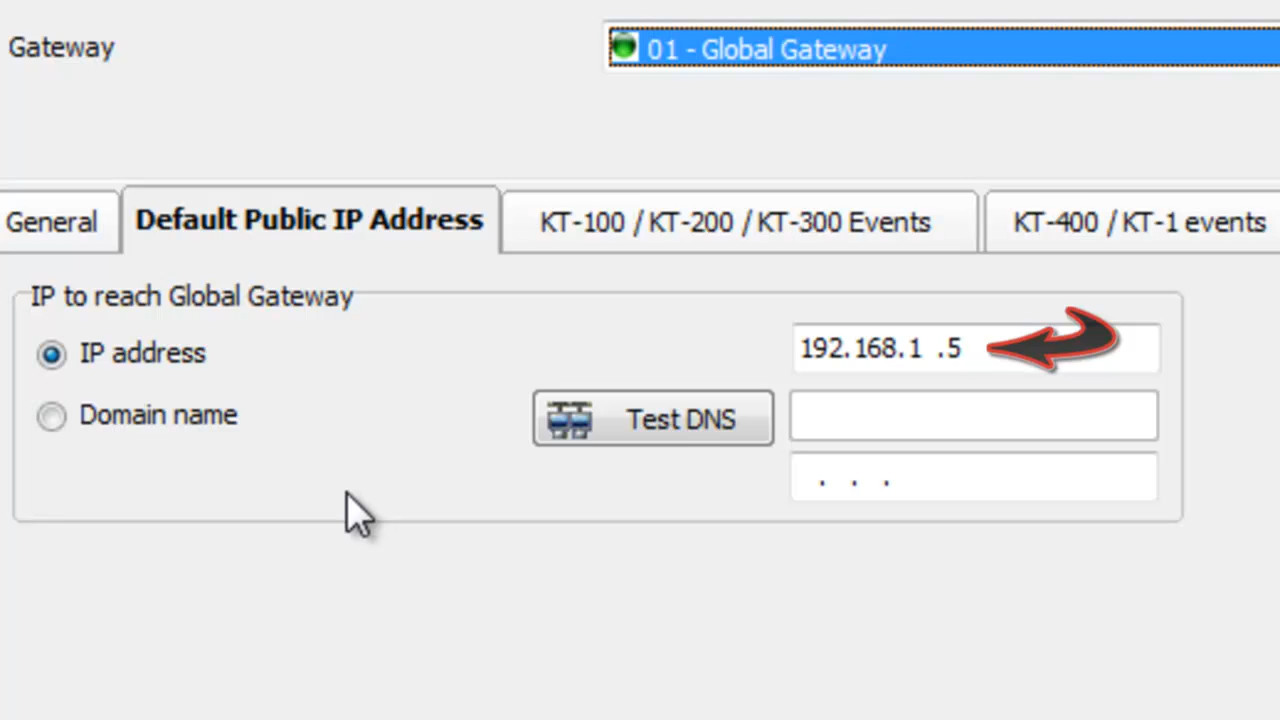 Gateway
01 - Global Gateway
General
Default Public IP Address
KT-100 / KT-200 / KT-300 Events
KT-400 / KT-1 events
IP to reach Global Gateway
IP address
192.168.1 .5
Domain name
Test DNS
. . .